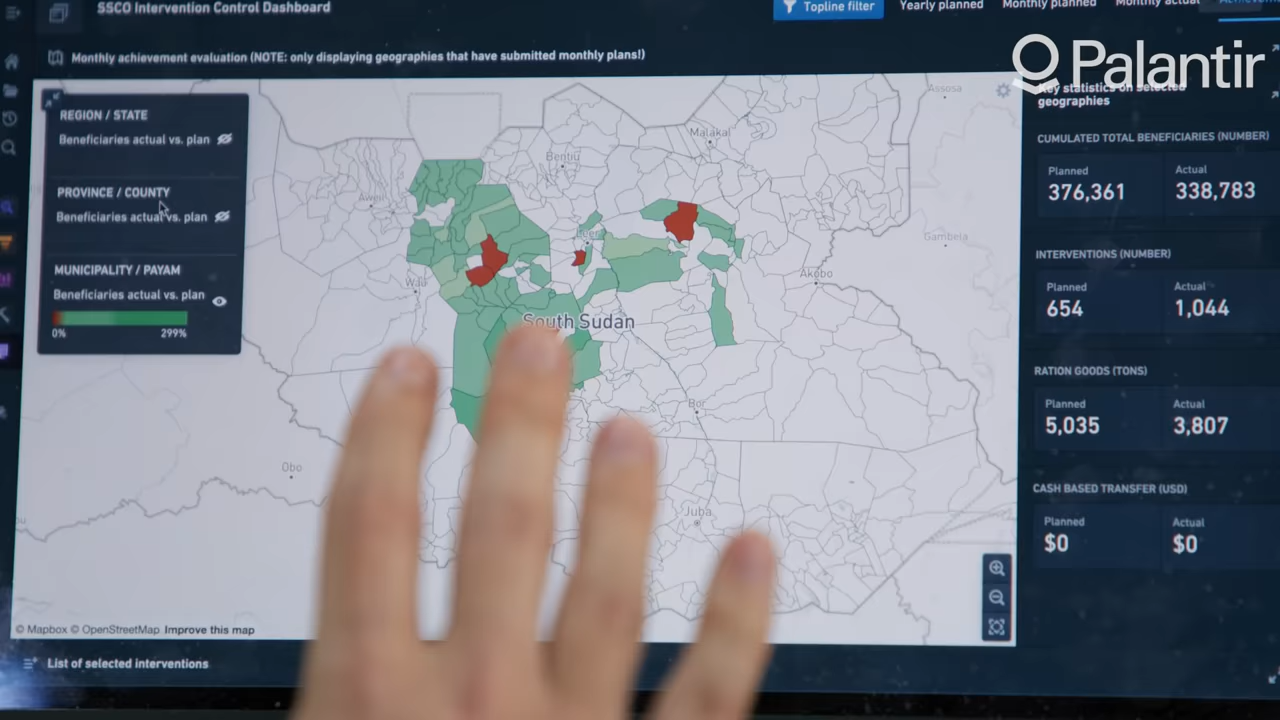 SSCO Intervention Control Dashboard
Topline filter
Yearly planned
Monthly planned
Monthly actual
Monthly achievement evaluation (NOTE: only displaying geographies that have submitted monthly plans!)
Palantir
Key statistics on selected
geographies
REGION / STATE
Beneficiaries actual vs. plan
PROVINCE / COUNTY
Beneficiaries actual vs. plan
MUNICIPALITY / PAYAM
Beneficiaries actual vs. plan
0%
299%
Assosa
Malakal
Bentiu
Aweil
Gambela
Leer
Akobo
Wau
South Sudan
Bor
Obo
Juba
CUMULATED TOTAL BENEFICIARIES (NUMBER)
Planned
Actual
376,361
338,783
INTERVENTIONS (NUMBER)
Planned
Actual
654
1,044
RATION GOODS (TONS)
Planned
Actual
5,035
3,807
CASH BASED TRANSFER (USD)
Planned
Actual
$0
$0
© Mapbox © OpenStreetMap Improve this map
List of selected interventions